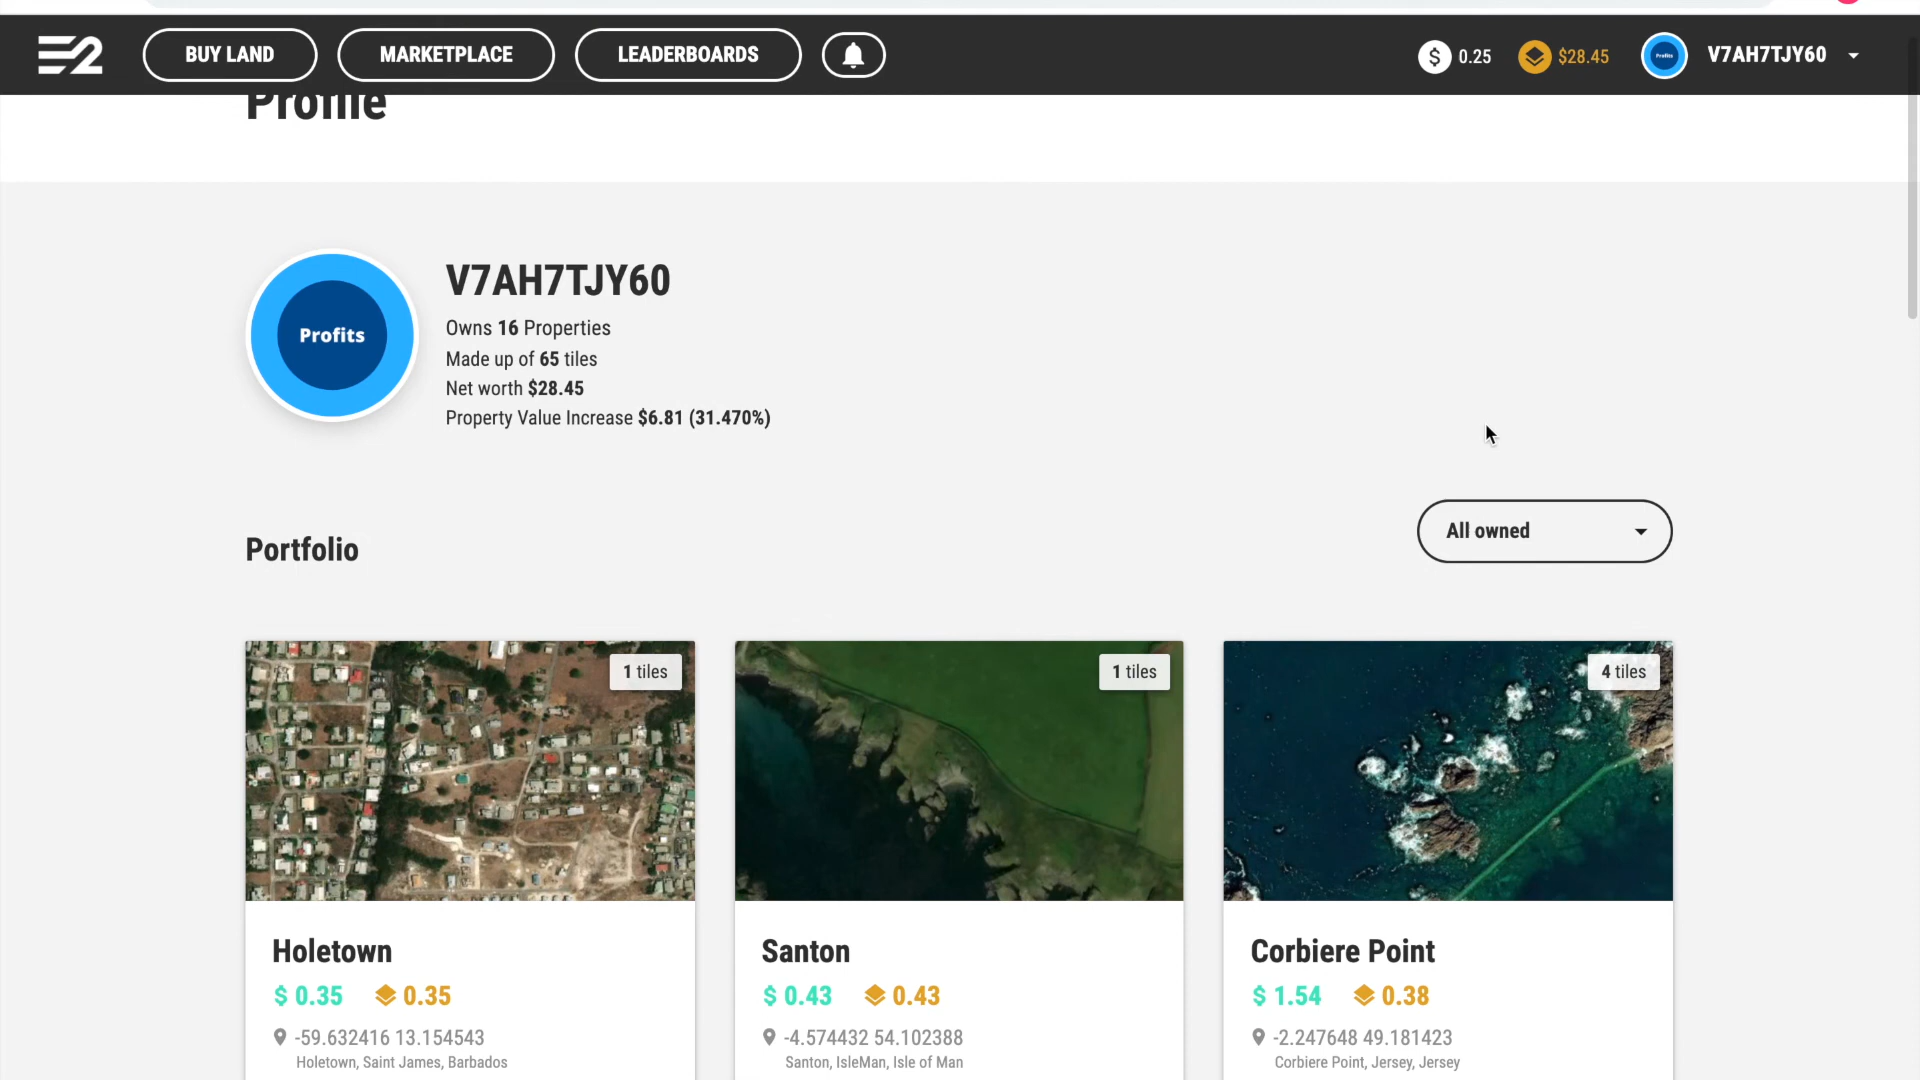 E2 BUY LAND MARKETPLACE LEADERBOARDS $ 0.25 $28.45 Profits V7AH7TJY60
Profile
Profits
V7AH7TJY60
Owns 16 Properties
Made up of 65 tiles
Net worth $28.45
Property Value Increase $6.81 (31.470%)
Portfolio
All owned
1 tiles
1 tiles
4 tiles
Holetown
$ 0.35 0.35
-59.632416 13.154543
Holetown, Saint James, Barbados
Santon
$ 0.43 0.43
-4.574432 54.102388
Santon, IsleMan, Isle of Man
Corbiere Point
$ 1.54 0.38
-2.247648 49.181423
Corbiere Point, Jersey, Jersey